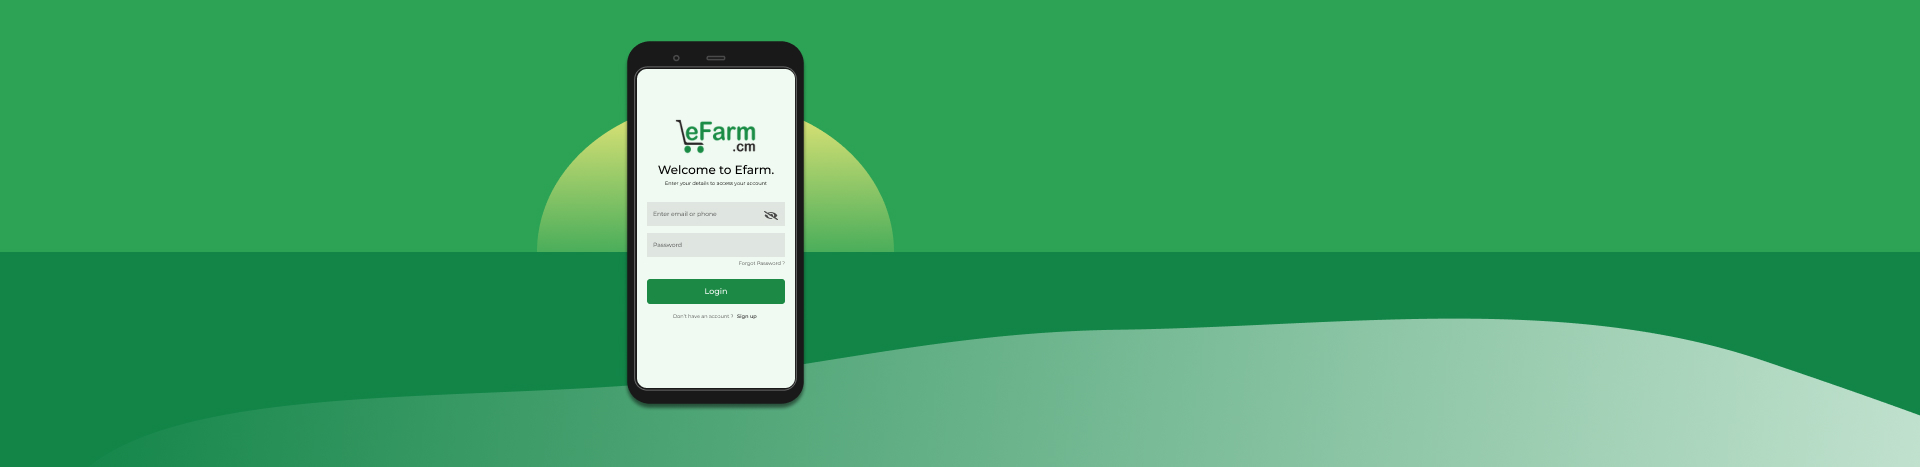 eFarm
.cm
Welcome to Efarm.
Enter your details to access your account
Enter email or phone
Password
Forgot Password ?
Login
Don't have an account ? Sign up